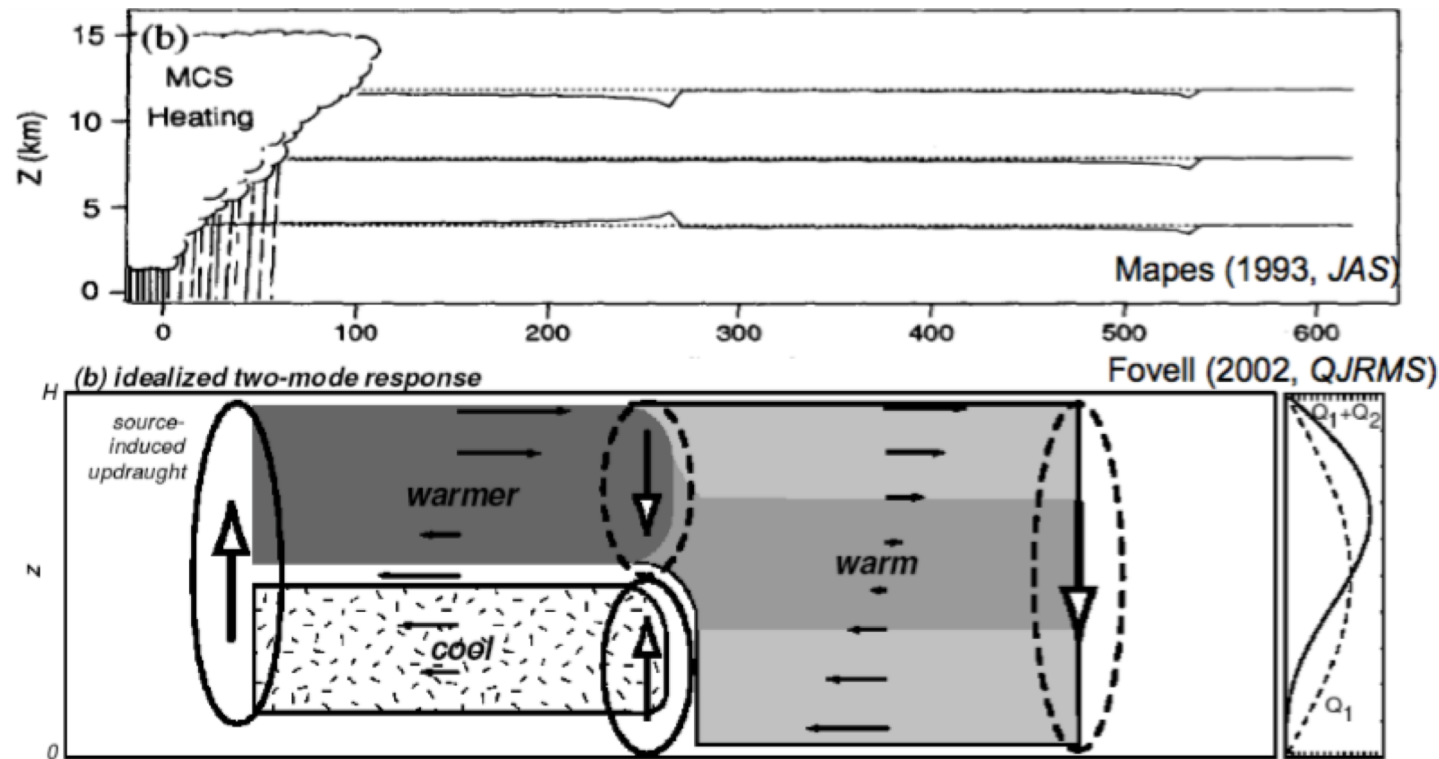 15
(b)
MCS
Heating
10
Z (km)
5
0
Mapes (1993, JAS)
0 100 200 300 400 500 600
Fovell (2002, QJRMS)
(b) idealized two-mode response
H
source-
induced
updraught
Q1+Q2
warmer
z
warm
cool
Q1
0